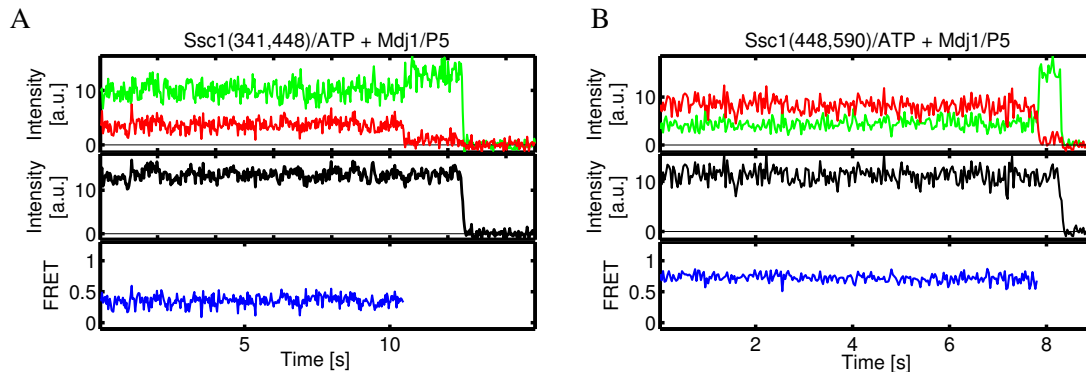 A
Ssc1(341,448)/ATP + Mdj1/P5
Intensity
[a.u.]
10
0
Intensity
[a.u.]
10
0
FRET
1
0.5
0
5
10
Time [s]
B
Ssc1(448,590)/ATP + Mdj1/P5
Intensity
[a.u.]
10
0
Intensity
[a.u.]
10
0
FRET
1
0.5
0
2
4
6
8
Time [s]